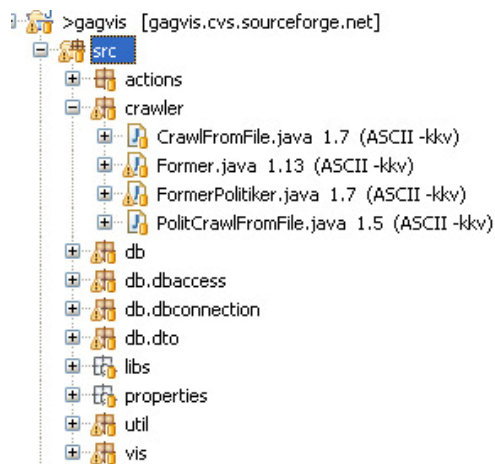 >gagvis [gagvis.cvs.sourceforge.net]
src
actions
crawler
CrawlFromFile.java 1.7 (ASCII -kkv)
Former.java 1.13 (ASCII -kkv)
FormerPolitiker.java 1.7 (ASCII -kkv)
PolitCrawlFromFile.java 1.5 (ASCII -kkv)
db
db.dbaccess
db.dbconnection
db.dto
libs
properties
util
vis